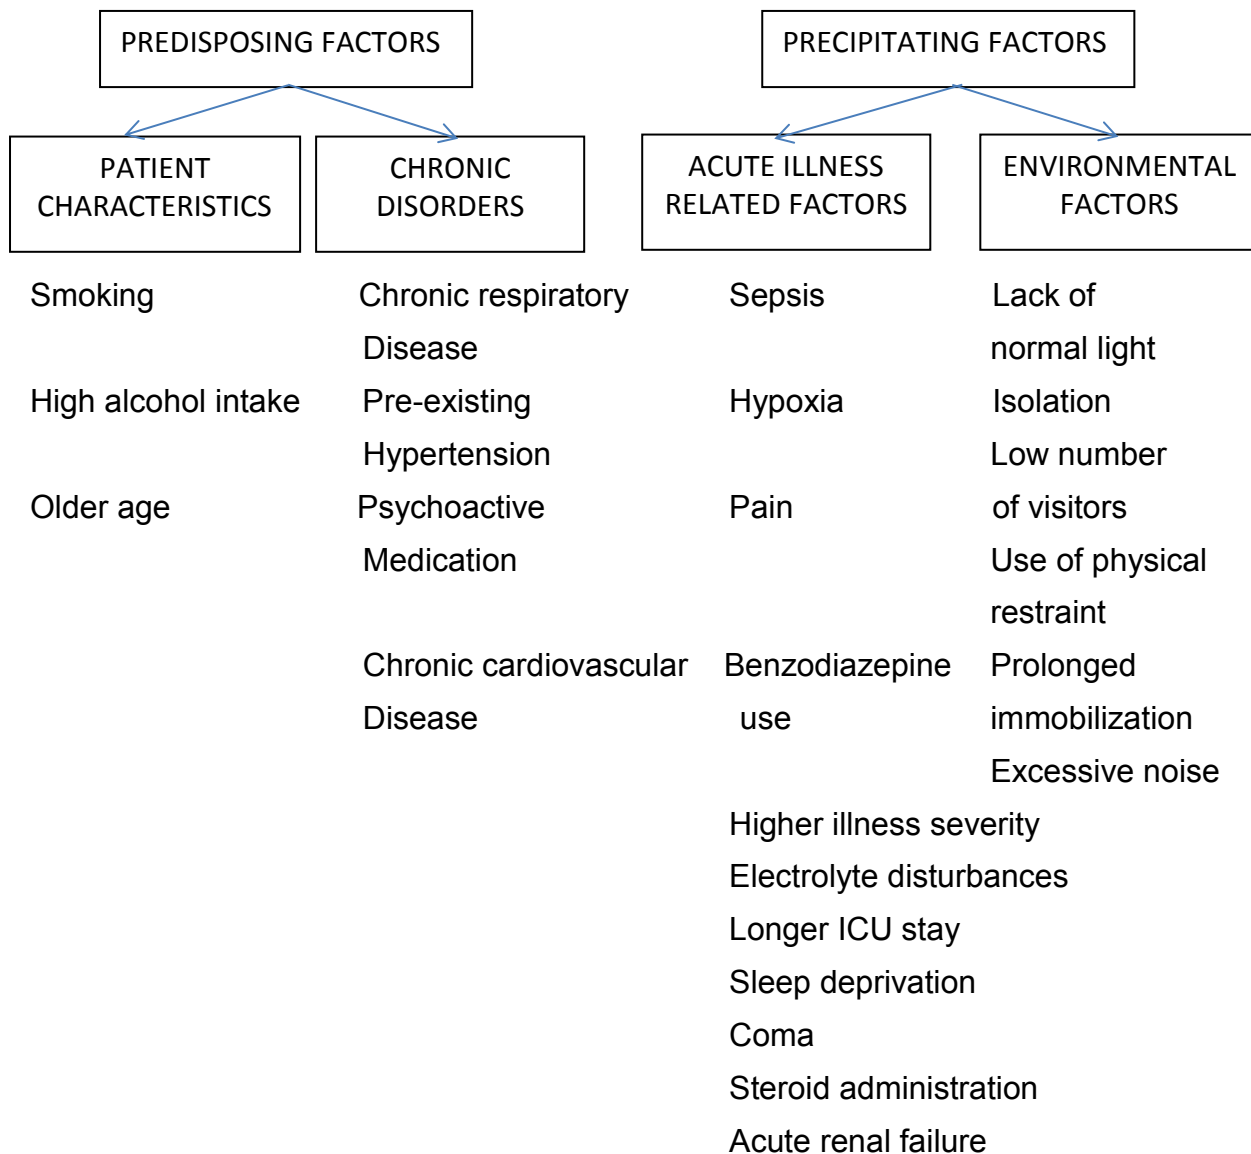 PREDISPOSING FACTORS
PRECIPITATING FACTORS
PATIENT
CHARACTERISTICS
CHRONIC
DISORDERS
ACUTE ILLNESS
RELATED FACTORS
ENVIRONMENTAL
FACTORS
Smoking
High alcohol intake
Older age
Chronic respiratory
Disease
Pre-existing
Hypertension
Psychoactive
Medication
Chronic cardiovascular
Disease
Sepsis
Hypoxia
Pain
Benzodiazepine
use
Higher illness severity
Electrolyte disturbances
Longer ICU stay
Sleep deprivation
Coma
Steroid administration
Acute renal failure
Lack of
normal light
Isolation
Low number
of visitors
Use of physical
restraint
Prolonged
immobilization
Excessive noise